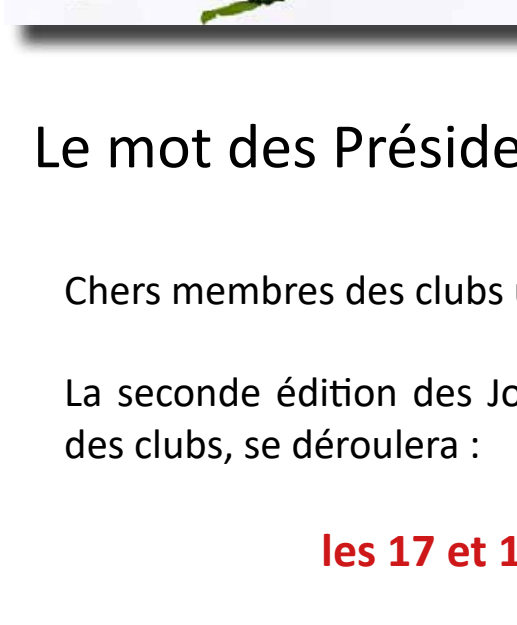 Le mot des Préside
Chers membres des clubs
La seconde édition des Jo
des clubs, se déroulera :
les 17 et 1